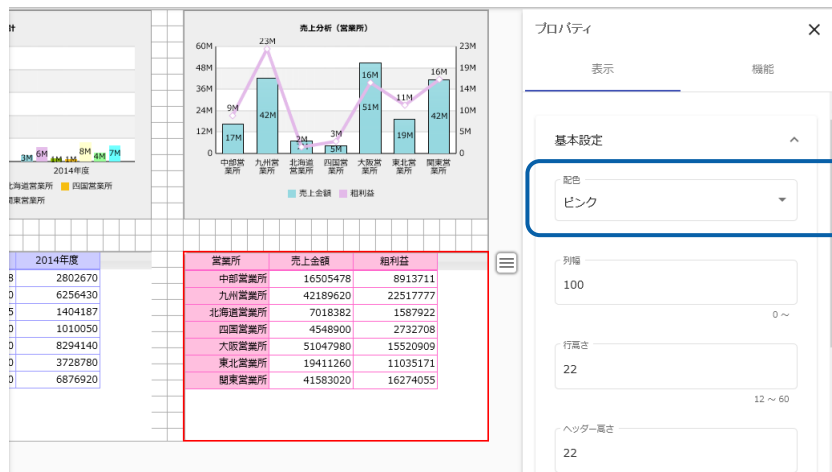 計
3M 6M 1M 1M 8M 4M 7M
2014年度
北海道営業所 四国営業所
関東営業所
売上分析（営業所）
60M 48M 36M 24M 12M 0
23M 19M 14M 10M 5M 0
9M 23M 2M 3M 16M 11M 16M
17M 42M 7M 5M 51M 19M 42M
中部営業所 九州営業所 北海道営業所 四国営業所 大阪営業所 東北営業所 関東営業所
売上金額 粗利益
2014年度
8 2802670
0 6256430
5 1404187
0 1010050
0 8294140
0 3728780
0 6876920
営業所 売上金額 粗利益
中部営業所 16505478 8913711
九州営業所 42189620 22517777
北海道営業所 7018382 1587922
四国営業所 4548900 2732708
大阪営業所 51047980 15520909
東北営業所 19411260 11035171
関東営業所 41583020 16274055
プロパティ
表示 機能
基本設定
配色
ピンク
列幅
100
0 ～
行高さ
22
12 ～ 60
ヘッダー高さ
22